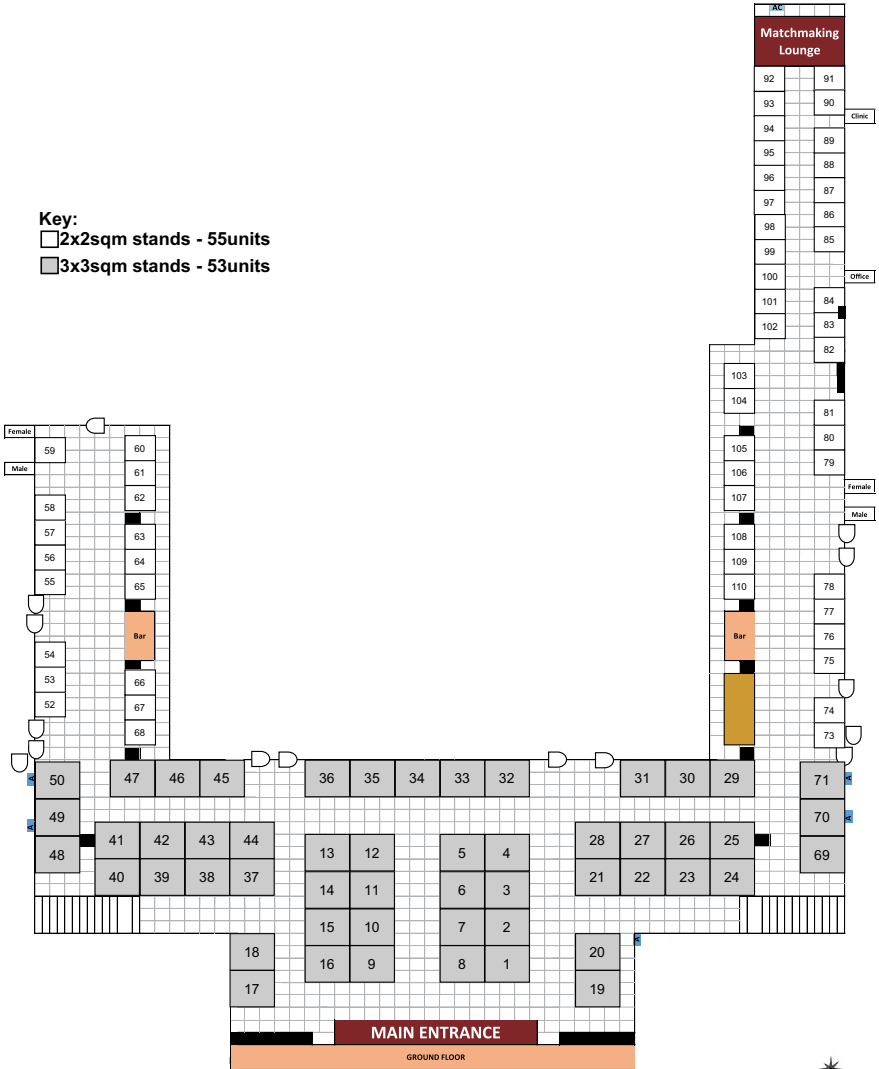 AC
Matchmaking
Lounge
92 91
93 90
Clinic
94
95 89
96 88
97 87
98 86
99 85
100 Office
101 84
102 83
82
Key:
2x2sqm stands - 55units
3x3sqm stands - 53units
103
104
81
105 80
106 79
107
Female
Male
108
109
110 78
77
Bar 76
75
74
73
Female
59 60
Male 61
58 62
57 63
56 64
55 65
Bar
54
53 66
52 67
68
50 47 46 45 36 35 34 33 32 31 30 29 71
A A
49 70
A A
48 41 42 43 44 13 12 5 4 28 27 26 25 69
40 39 38 37 14 11 6 3 21 22 23 24
15 10 7 2
A
18 16 9 8 1 20
17 19
MAIN ENTRANCE
GROUND FLOOR